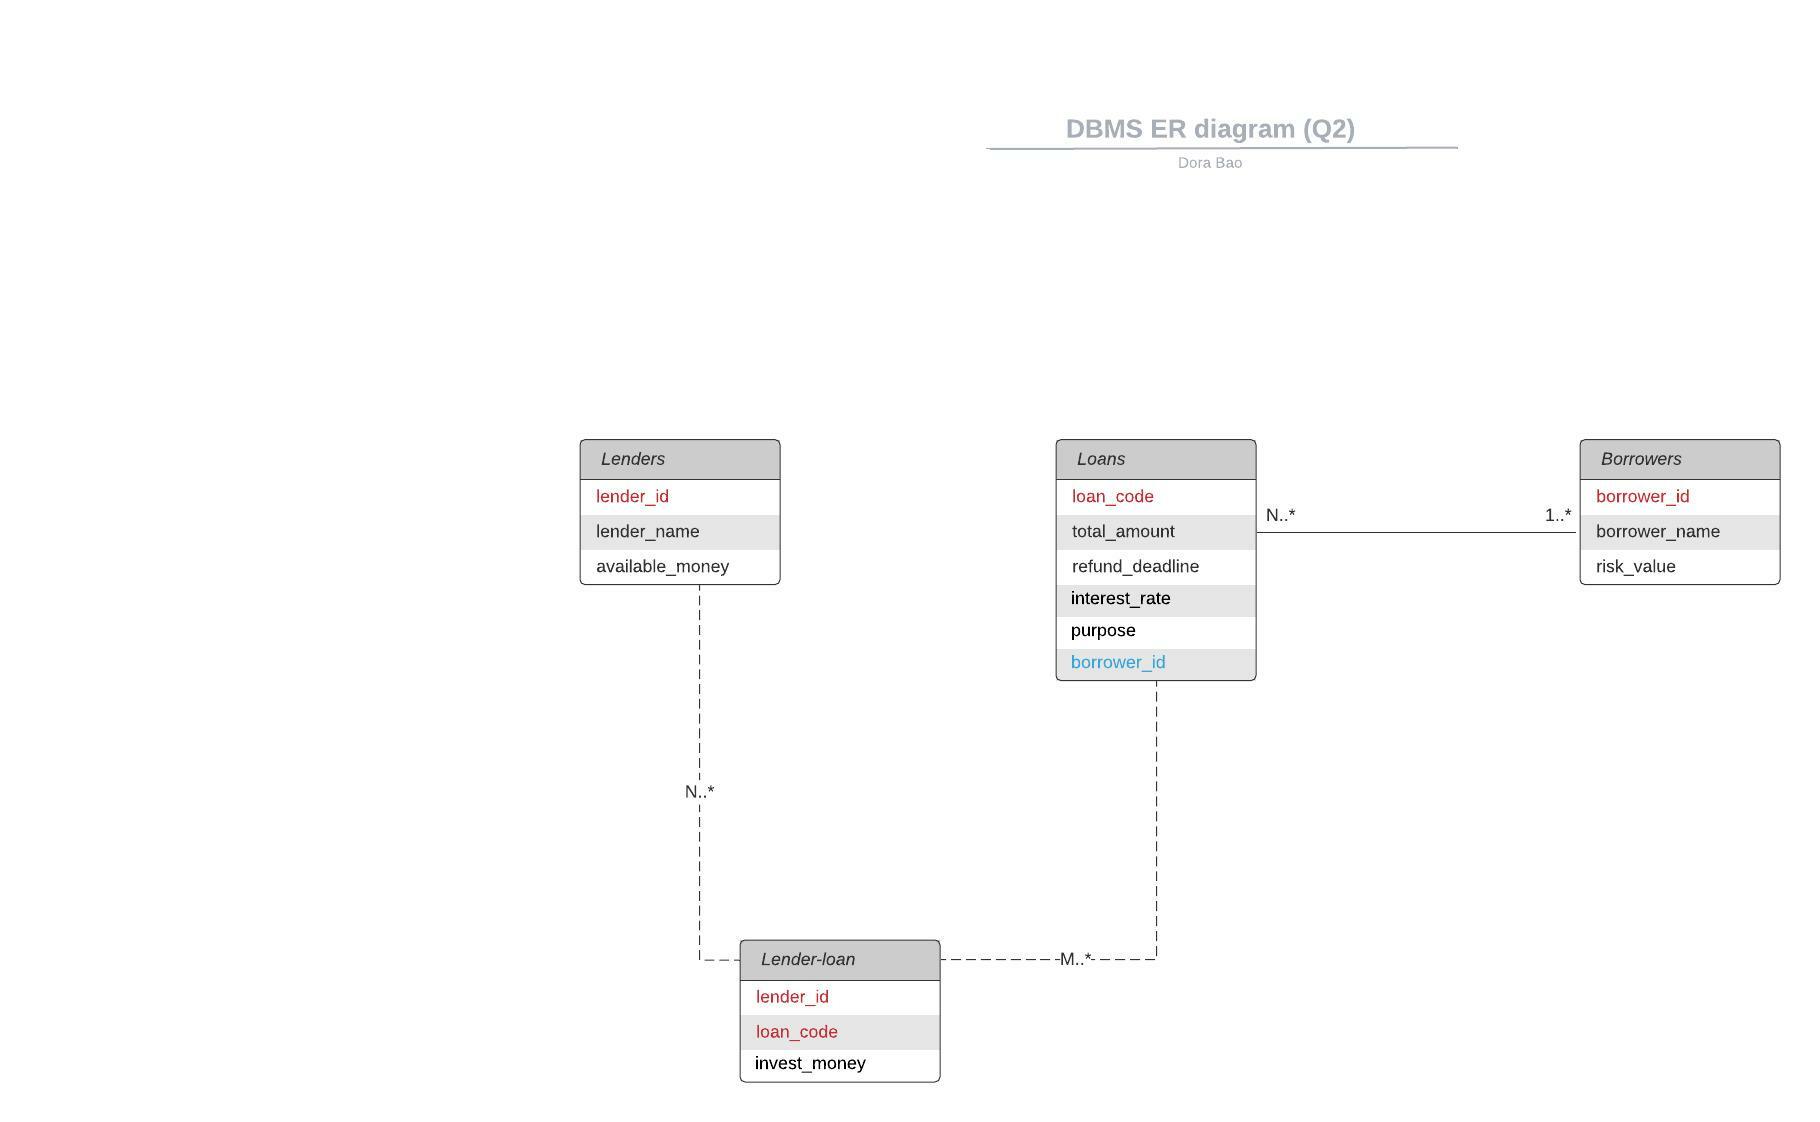 DBMS ER diagram (Q2)
Dora Bao
Lenders
lender_id
lender_name
available_money
Loans
loan_code
total_amount
refund_deadline
interest_rate
purpose
borrower_id
N..*
1..*
Borrowers
borrower_id
borrower_name
risk_value
N..*
M..*
Lender-loan
lender_id
loan_code
invest_money